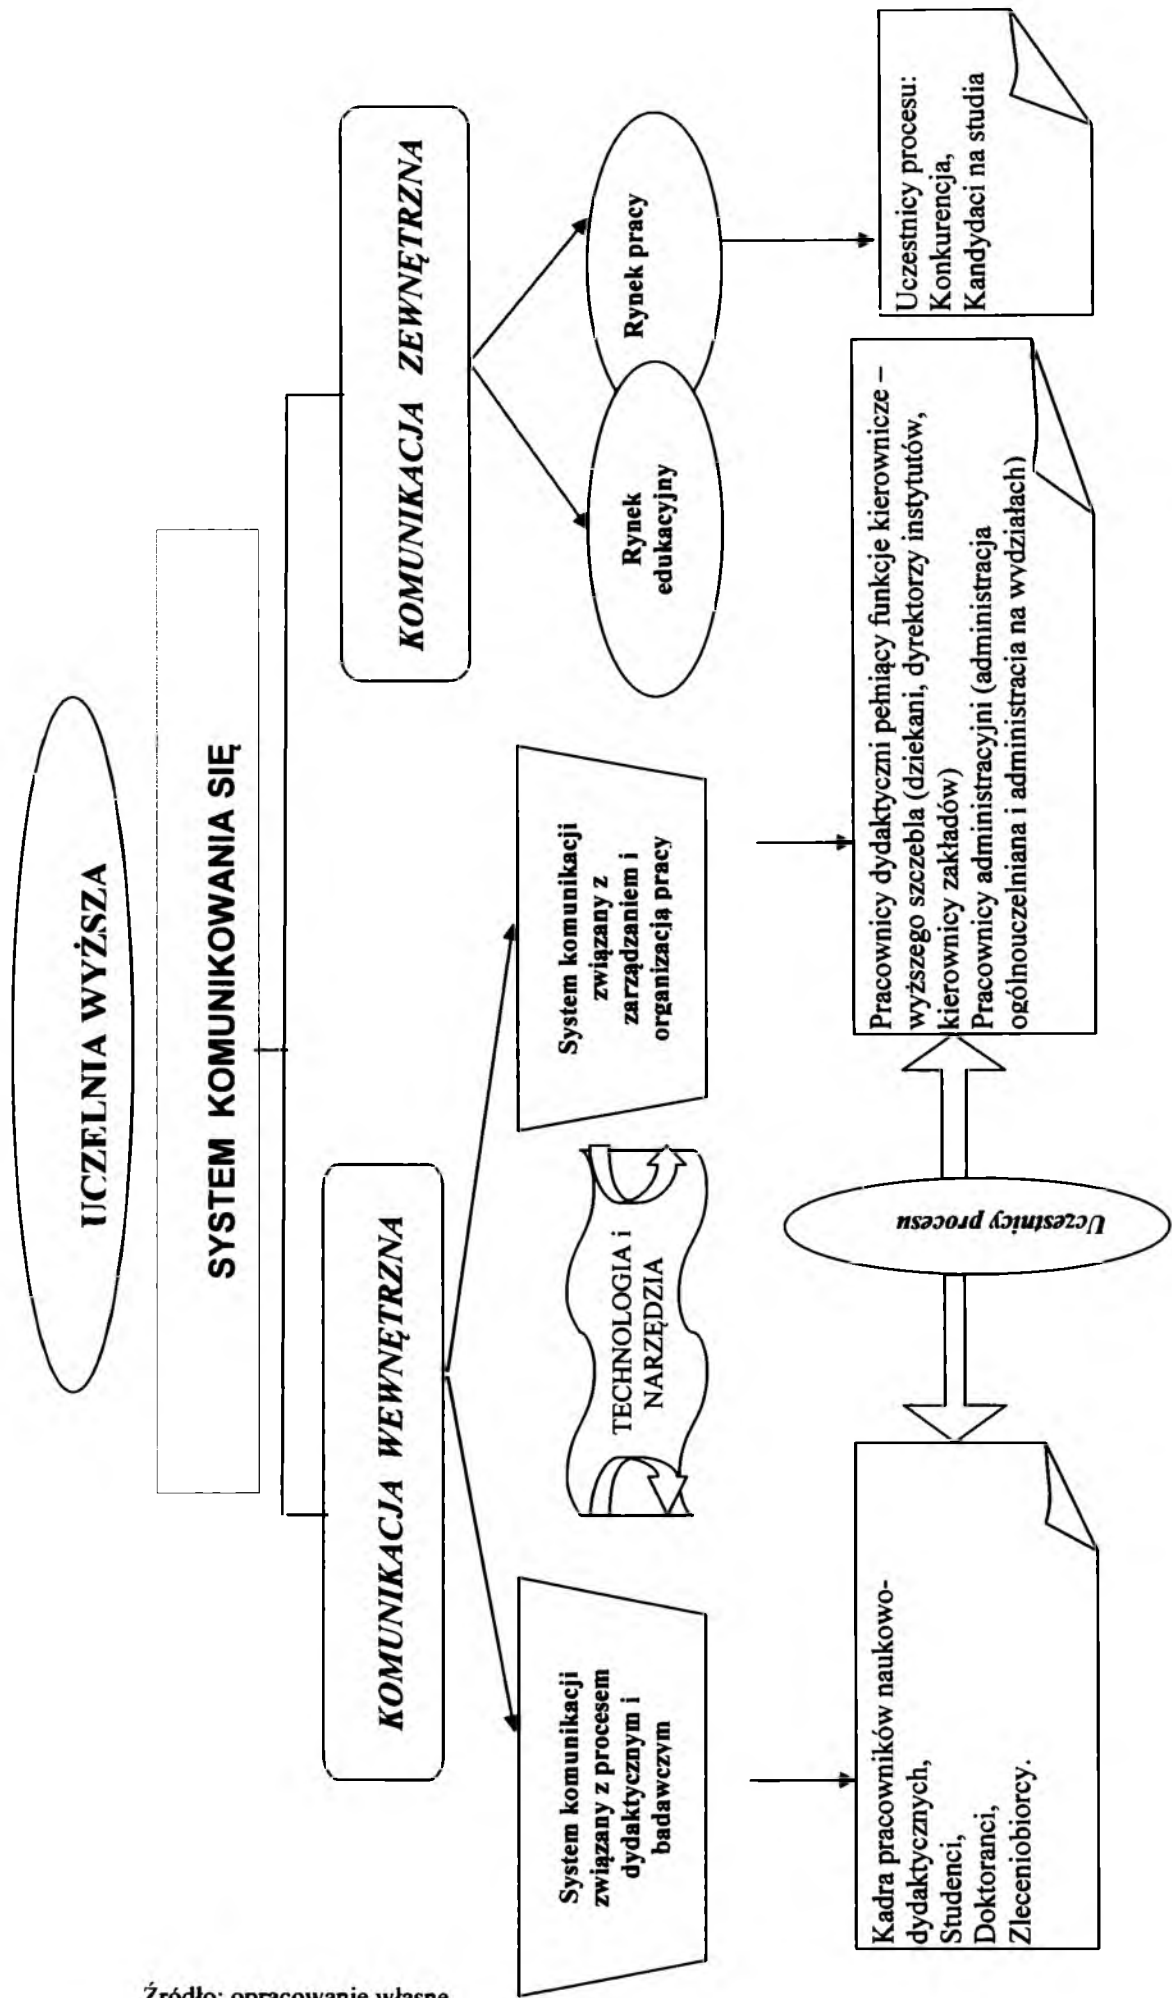 UCZELNIA WYŻSZA
SYSTEM KOMUNIKOWANIA SIĘ
KOMUNIKACJA WEWNĘTRZNA
KOMUNIKACJA ZEWNĘTRZNA
System komunikacji
związany z procesem
dydaktycznym i
badawczym
TECHNOLOGIA i
NARZĘDZIA
System komunikacji
związany z
zarządzaniem i
organizacją pracy
Rynek
edukacyjny
Rynek pracy
Kadra pracowników naukowo-
dydaktycznych,
Studenci,
Doktoranci,
Zleceniobiorcy.
Uczestnicy procesu
Pracownicy dydaktyczni pełniący funkcje kierownicze –
wyższego szczebla (dziekani, dyrektorzy instytutów,
kierownicy zakładów)
Pracownicy administracyjni (administracja
ogólnouczelniana i administracja na wydziałach)
Uczestnicy procesu:
Konkurencja,
Kandydaci na studia
Źródło: opracowanie własne